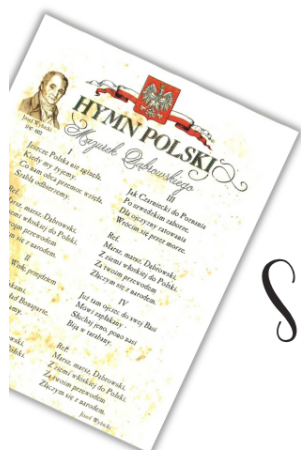 HYMN POLSKI
Mazurek Dąbrowskiego
Józef Wybicki
I
Jeszcze Polska nie zginęła,
Kiedy my żyjemy.
Co nam obca przemoc wzięła,
Szablą odbierzemy.
Ref.
Marsz, marsz, Dąbrowski,
ziemi włoskiej do Polski.
przewodem
się z narodem.
II
Wisłę, przejdziem
Bonaparte,
III
Jak Czarniecki do Poznania
Po szwedzkim zaborze,
Dla ojczyzny ratowania
Wrócim się przez morze.
Ref.
Marsz, marsz, Dąbrowski,
Z ziemi włoskiej do Polski.
Za twoim przewodem
Złączym się z narodem.
IV
Już tam ojciec do swej Basi
Mówi zapłakany -
Słuchaj jeno, pono nasi
Biją w tarabany.
Ref.
Marsz, marsz, Dąbrowski,
Z ziemi włoskiej do Polski.
Za twoim przewodem
Złączym się z narodem.
Józef Wybicki
S